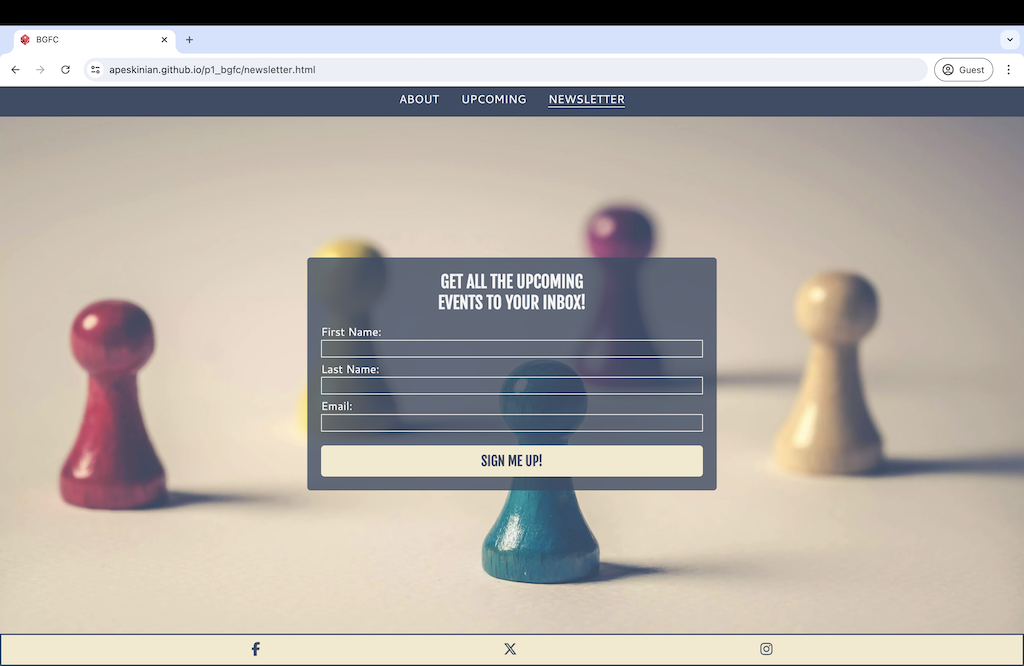 BGFC
apeskinian.github.io/p1_bgfc/newsletter.html
Guest
ABOUT UPCOMING NEWSLETTER
GET ALL THE UPCOMING
EVENTS TO YOUR INBOX!
First Name:
Last Name:
Email:
SIGN ME UP!